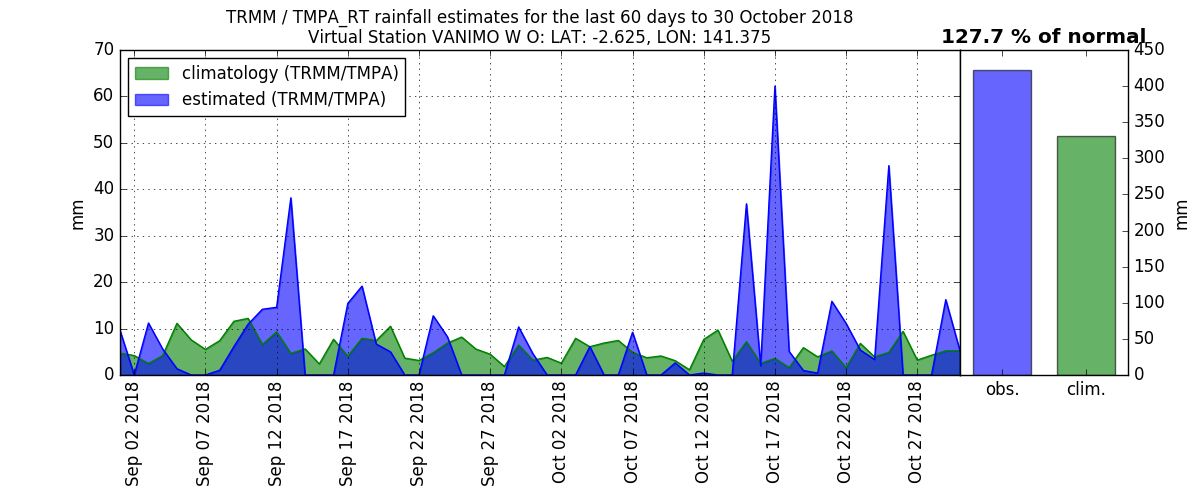 TRMM / TMPA_RT rainfall estimates for the last 60 days to 30 October 2018
Virtual Station VANIMO W O: LAT: -2.625, LON: 141.375
127.7 % of normal
climatology (TRMM/TMPA)
estimated (TRMM/TMPA)
mm
70
60
50
40
30
20
10
0
Sep 02 2018
Sep 07 2018
Sep 12 2018
Sep 17 2018
Sep 22 2018
Sep 27 2018
Oct 02 2018
Oct 07 2018
Oct 12 2018
Oct 17 2018
Oct 22 2018
Oct 27 2018
obs.
clim.
450
400
350
300
250
200
150
100
50
0
mm